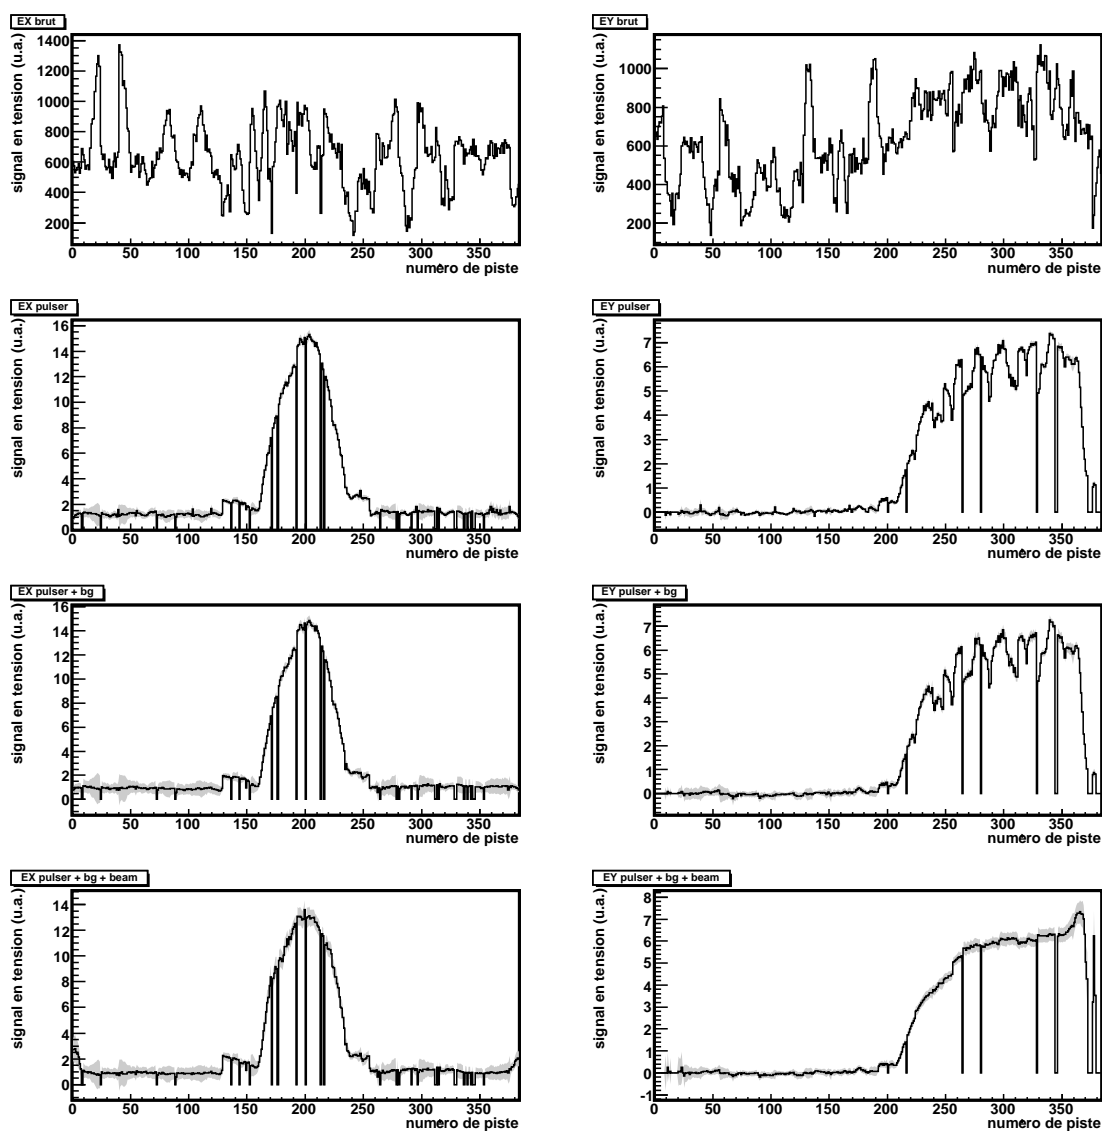 EX brut
signal en tension (u.a.)
1400
1200
1000
800
600
400
200
0 50 100 150 200 250 300 350
numéro de piste
EY brut
signal en tension (u.a.)
1000
800
600
400
200
0 50 100 150 200 250 300 350
numéro de piste
EX pulser
signal en tension (u.a.)
16
14
12
10
8
6
4
2
0
0 50 100 150 200 250 300 350
numéro de piste
EY pulser
signal en tension (u.a.)
7
6
5
4
3
2
1
0
0 50 100 150 200 250 300 350
numéro de piste
EX pulser + bg
signal en tension (u.a.)
16
14
12
10
8
6
4
2
0
0 50 100 150 200 250 300 350
numéro de piste
EY pulser + bg
signal en tension (u.a.)
7
6
5
4
3
2
1
0
0 50 100 150 200 250 300 350
numéro de piste
EX pulser + bg + beam
signal en tension (u.a.)
14
12
10
8
6
4
2
0
0 50 100 150 200 250 300 350
numéro de piste
EY pulser + bg + beam
signal en tension (u.a.)
8
7
6
5
4
3
2
1
0
-1
0 50 100 150 200 250 300 350
numéro de piste